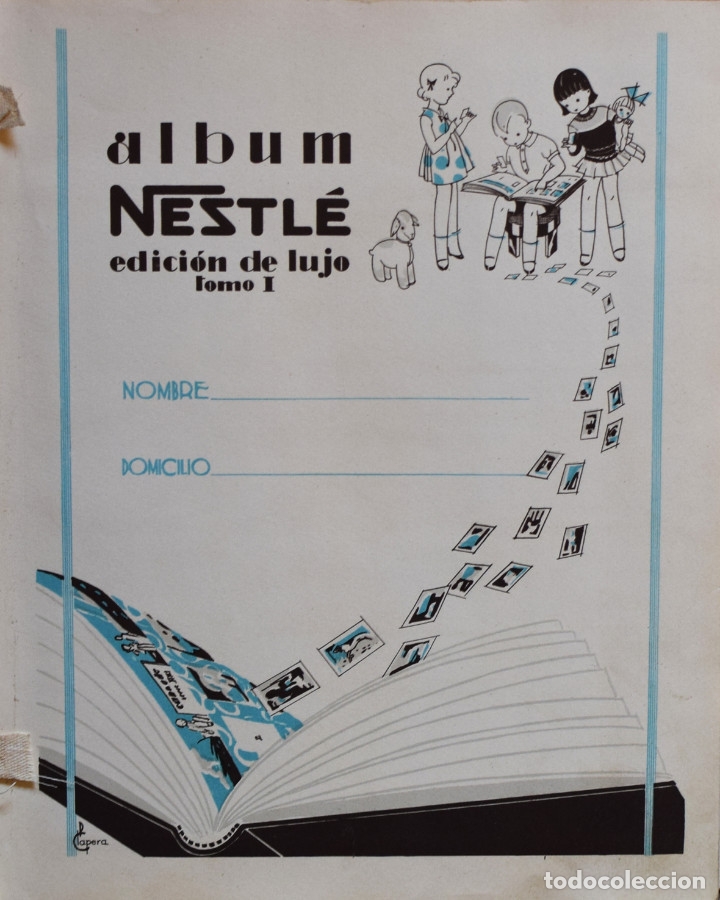 album
NESTLÉ
edición de lujo
Tomo I
NOMBRE
DOMICILIO
Clapera.
todocoleccion